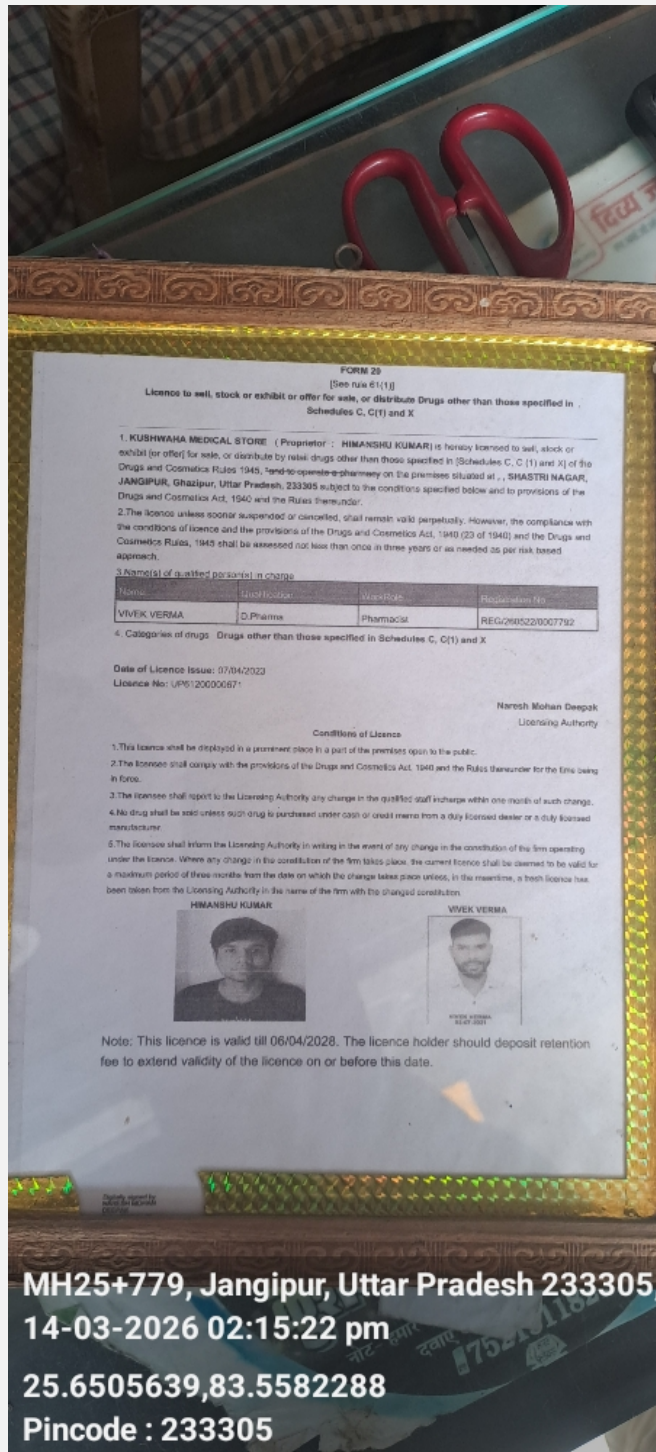 दिव्य
FORM 20
[See rule 61(1)]
Licence to sell, stock or exhibit or offer for sale, or distribute Drugs other than those specified in
Schedules C, C(1) and X
1. KUSHWAHA MEDICAL STORE ( Proprietor : HIMANSHU KUMAR) is hereby licensed to sell, stock or
exhibit [or offer] for sale, or distribute by retail drugs other than those specified in [Schedules C, C (1) and X] of the
Drugs and Cosmetics Rules 1945, *and to operate a pharmacy on the premises situated at , , SHASTRI NAGAR,
JANGIPUR, Ghazipur, Uttar Pradesh, 233305 subject to the conditions specified below and to provisions of the
Drugs and Cosmetics Act, 1940 and the Rules thereunder.
2.The licence unless sooner suspended or cancelled, shall remain valid perpetually. However, the compliance with
the conditions of licence and the provisions of the Drugs and Cosmetics Act, 1940 (23 of 1940) and the Drugs and
Cosmetics Rules, 1945 shall be assessed not less than once in three years or as needed as per risk based
approach.
3.Name(s) of qualified person(s) in charge
Name Qualification WorkRole Registration No
VIVEK VERMA D.Pharma Pharmacist REG/260522/0007792
4. Categories of drugs Drugs other than those specified in Schedules C, C(1) and X
Date of Licence Issue: 07/04/2023
Licence No: UP6120000671
Naresh Mohan Deepak
Licensing Authority
Conditions of Licence
1.This licence shall be displayed in a prominent place in a part of the premises open to the public.
2.The licensee shall comply with the provisions of the Drugs and Cosmetics Act, 1940 and the Rules thereunder for the time being
in force.
3.The licensee shall report to the Licensing Authority any change in the qualified staff incharge within one month of such change.
4.No drug shall be sold unless such drug is purchased under cash or credit memo from a duly licensed dealer or a duly licensed
manufacturer.
5.The licensee shall inform the Licensing Authority in writing in the event of any change in the constitution of the firm operating
under the licence. Where any change in the constitution of the firm takes place, the current licence shall be deemed to be valid for
a maximum period of three months from the date on which the change takes place unless, in the meantime, a fresh licence has
been taken from the Licensing Authority in the name of the firm with the changed constitution
HIMANSHU KUMAR VIVEK VERMA
VIVEK VERMA
Note: This licence is valid till 06/04/2028. The licence holder should deposit retention
fee to extend validity of the licence on or before this date.
Digitally signed by
NARESH MOHAN
DEEPAK
MH25+779, Jangipur, Uttar Pradesh 233305,
14-03-2026 02:15:22 pm
नोट- हमारे
दवाए
25.6505639,83.5582288
Pincode : 233305